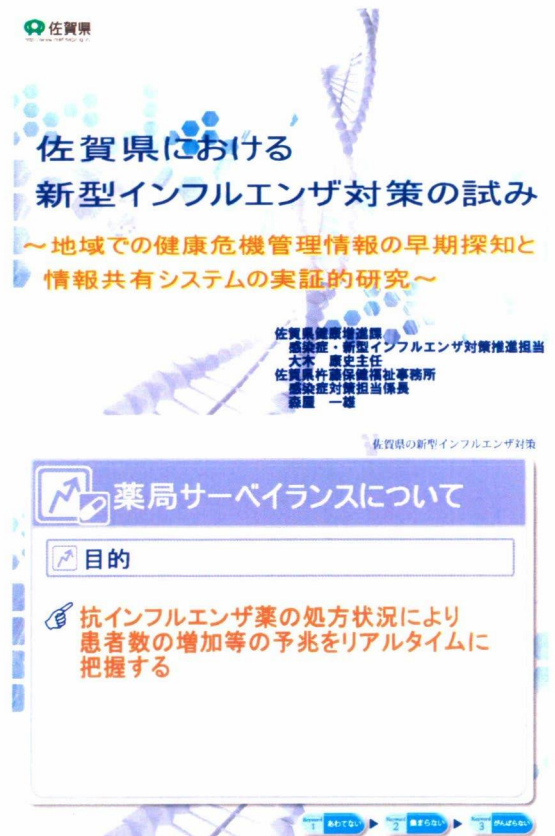 佐賀県
佐賀県における
新型インフルエンザ対策の試み
～地域での健康危機管理情報の早期探知と
情報共有システムの実証的研究～
佐賀県健康増進課
感染症・新型インフルエンザ対策推進担当
大木 康史主任
佐賀県杵藤保健福祉事務所
感染症対策担当係長
森屋 一雄
佐賀県の新型インフルエンザ対策
薬局サーベイランスについて
目的
抗インフルエンザ薬の処方状況により
患者数の増加等の予兆をリアルタイムに
把握する
1 あわてない 2 集まらない 3 がんばらない